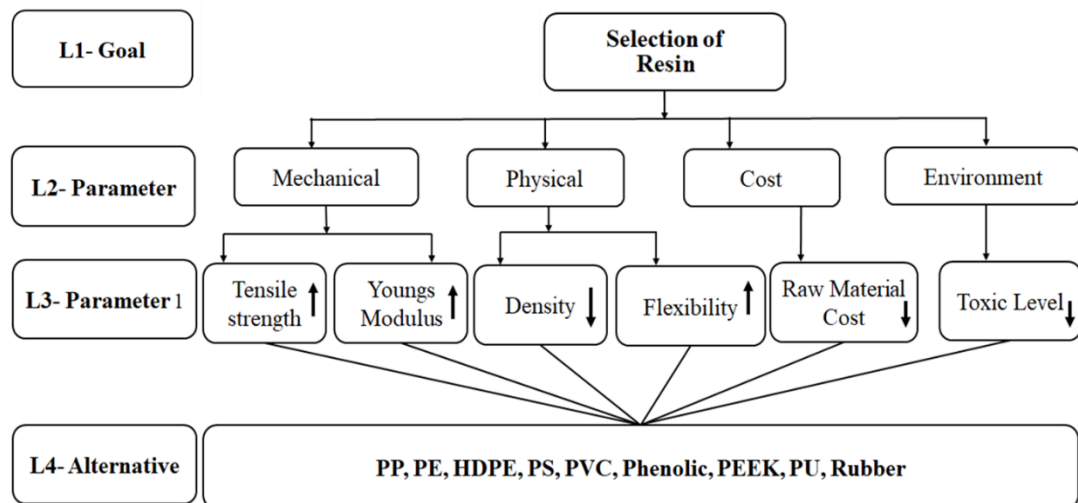 L1- Goal
Selection of
Resin
L2- Parameter
Mechanical
Physical
Cost
Environment
L3- Parameter 1
Tensile
strength
Youngs
Modulus
Density
Flexibility
Raw Material
Cost
Toxic Level
L4- Alternative
PP, PE, HDPE, PS, PVC, Phenolic, PEEK, PU, Rubber